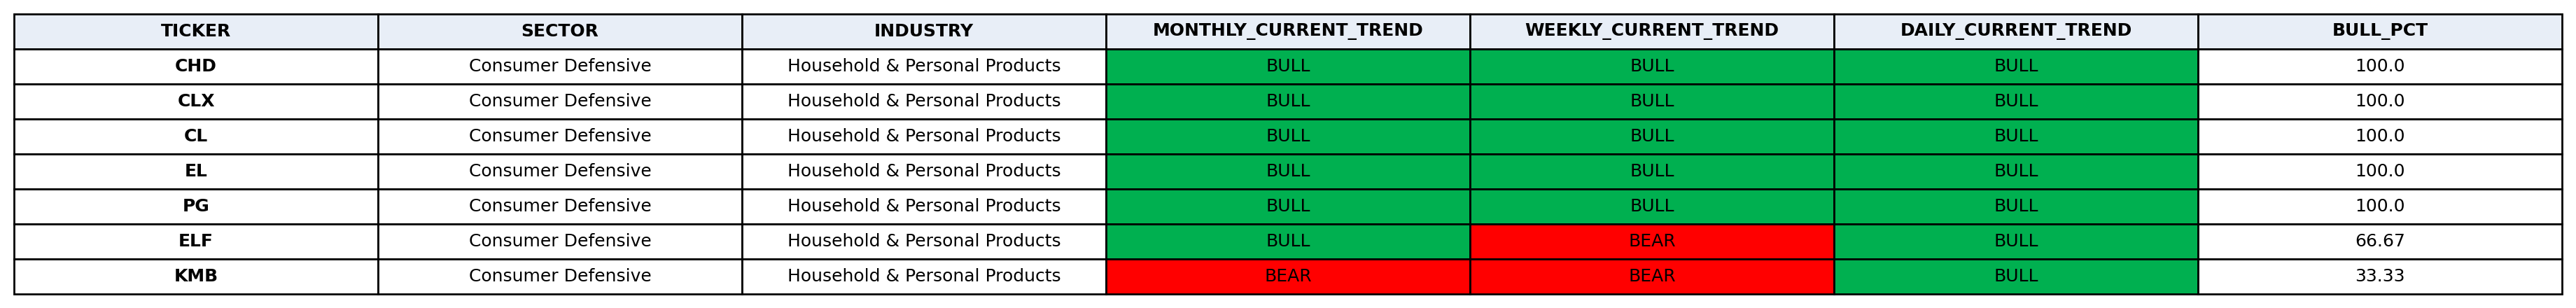 TICKER SECTOR INDUSTRY MONTHLY_CURRENT_TREND WEEKLY_CURRENT_TREND DAILY_CURRENT_TREND BULL_PCT
CHD Consumer Defensive Household & Personal Products BULL BULL BULL 100.0
CLX Consumer Defensive Household & Personal Products BULL BULL BULL 100.0
CL Consumer Defensive Household & Personal Products BULL BULL BULL 100.0
EL Consumer Defensive Household & Personal Products BULL BULL BULL 100.0
PG Consumer Defensive Household & Personal Products BULL BULL BULL 100.0
ELF Consumer Defensive Household & Personal Products BULL BEAR BULL 66.67
KMB Consumer Defensive Household & Personal Products BEAR BEAR BULL 33.33